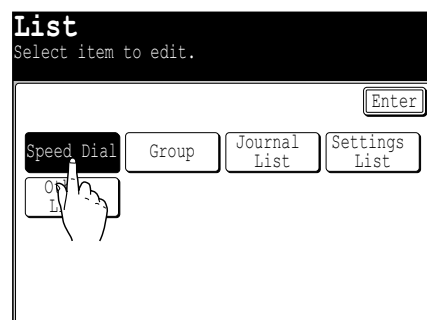 List
Select item to edit.
Enter
Speed Dial
Group
Journal
List
Settings
List